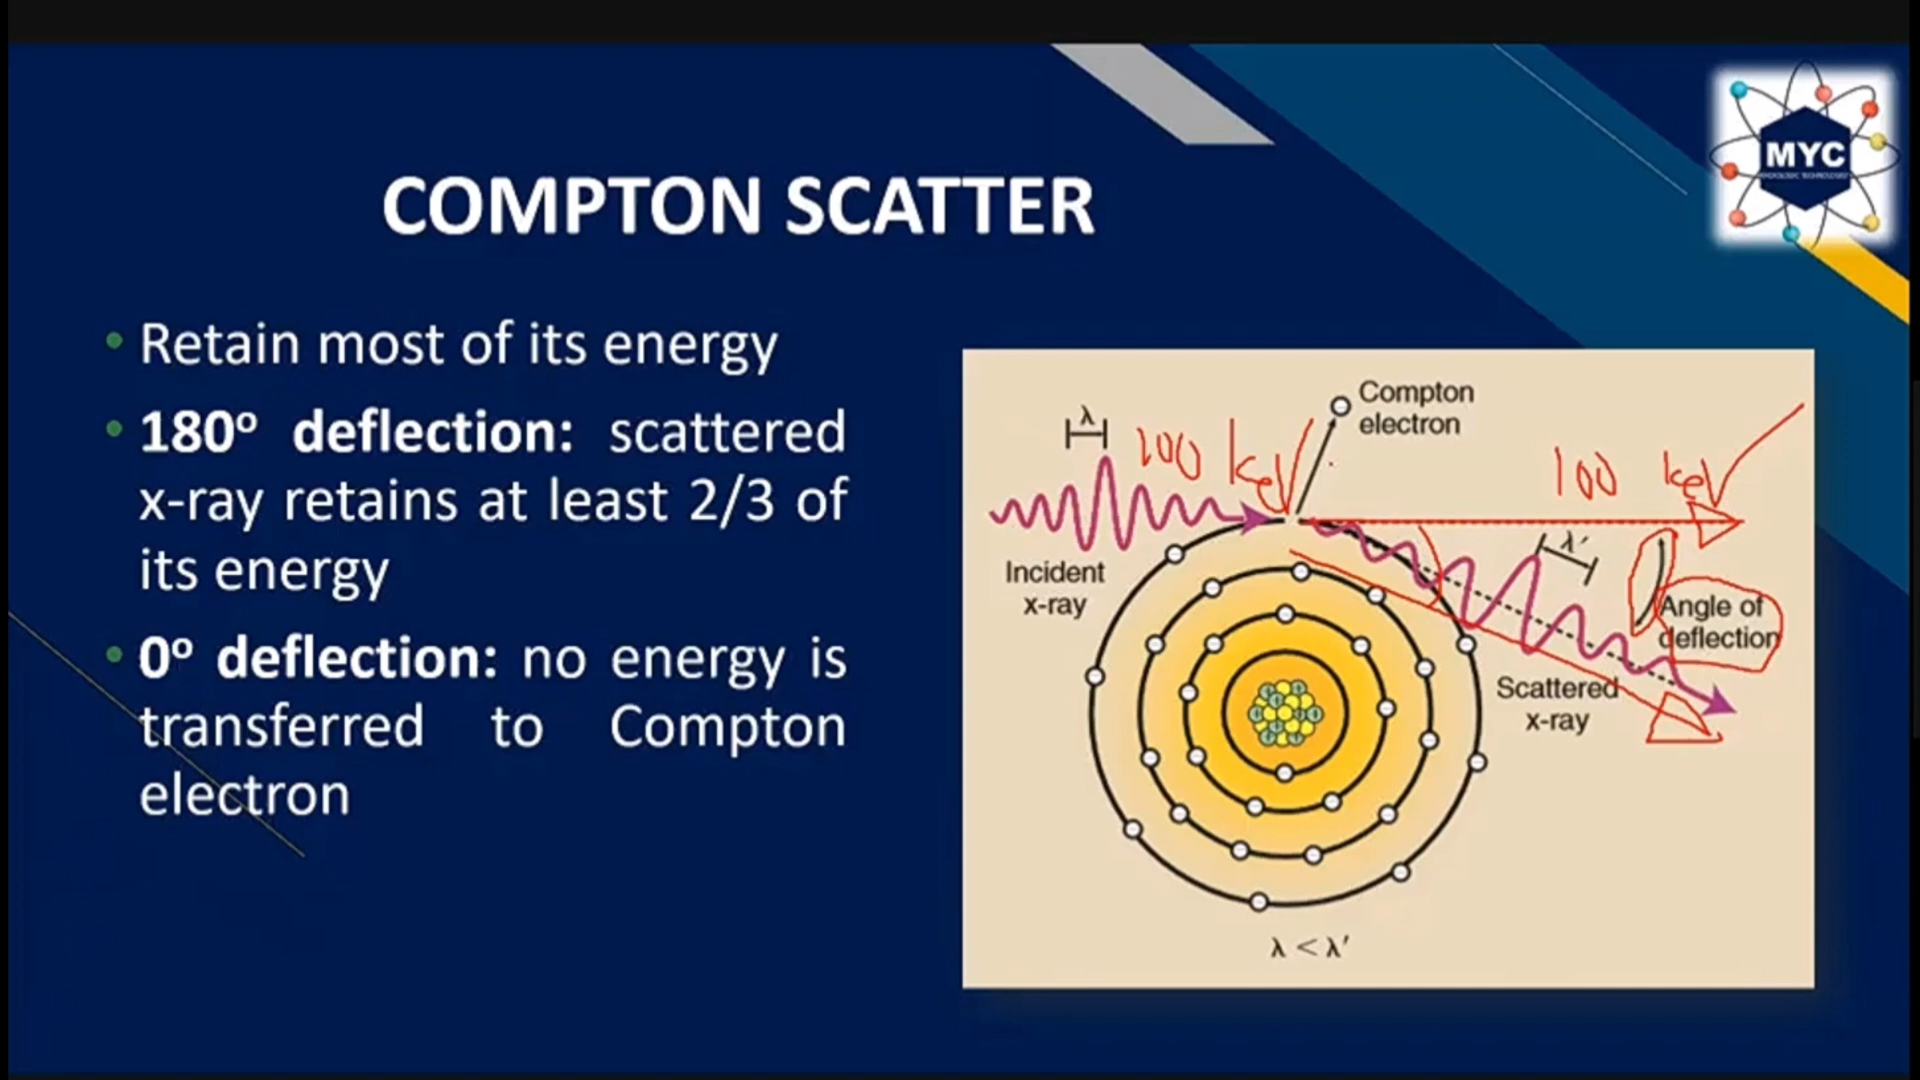 MYC
COMPTON SCATTER
• Retain most of its energy
• 180º deflection: scattered
x-ray retains at least 2/3 of
its energy
• 0º deflection: no energy is
transferred to Compton
electron
Compton
electron
λ
100 keV
100 keV
Incident
x-ray
λ′
Angle of
deflection
Scattered
x-ray
λ < λ′